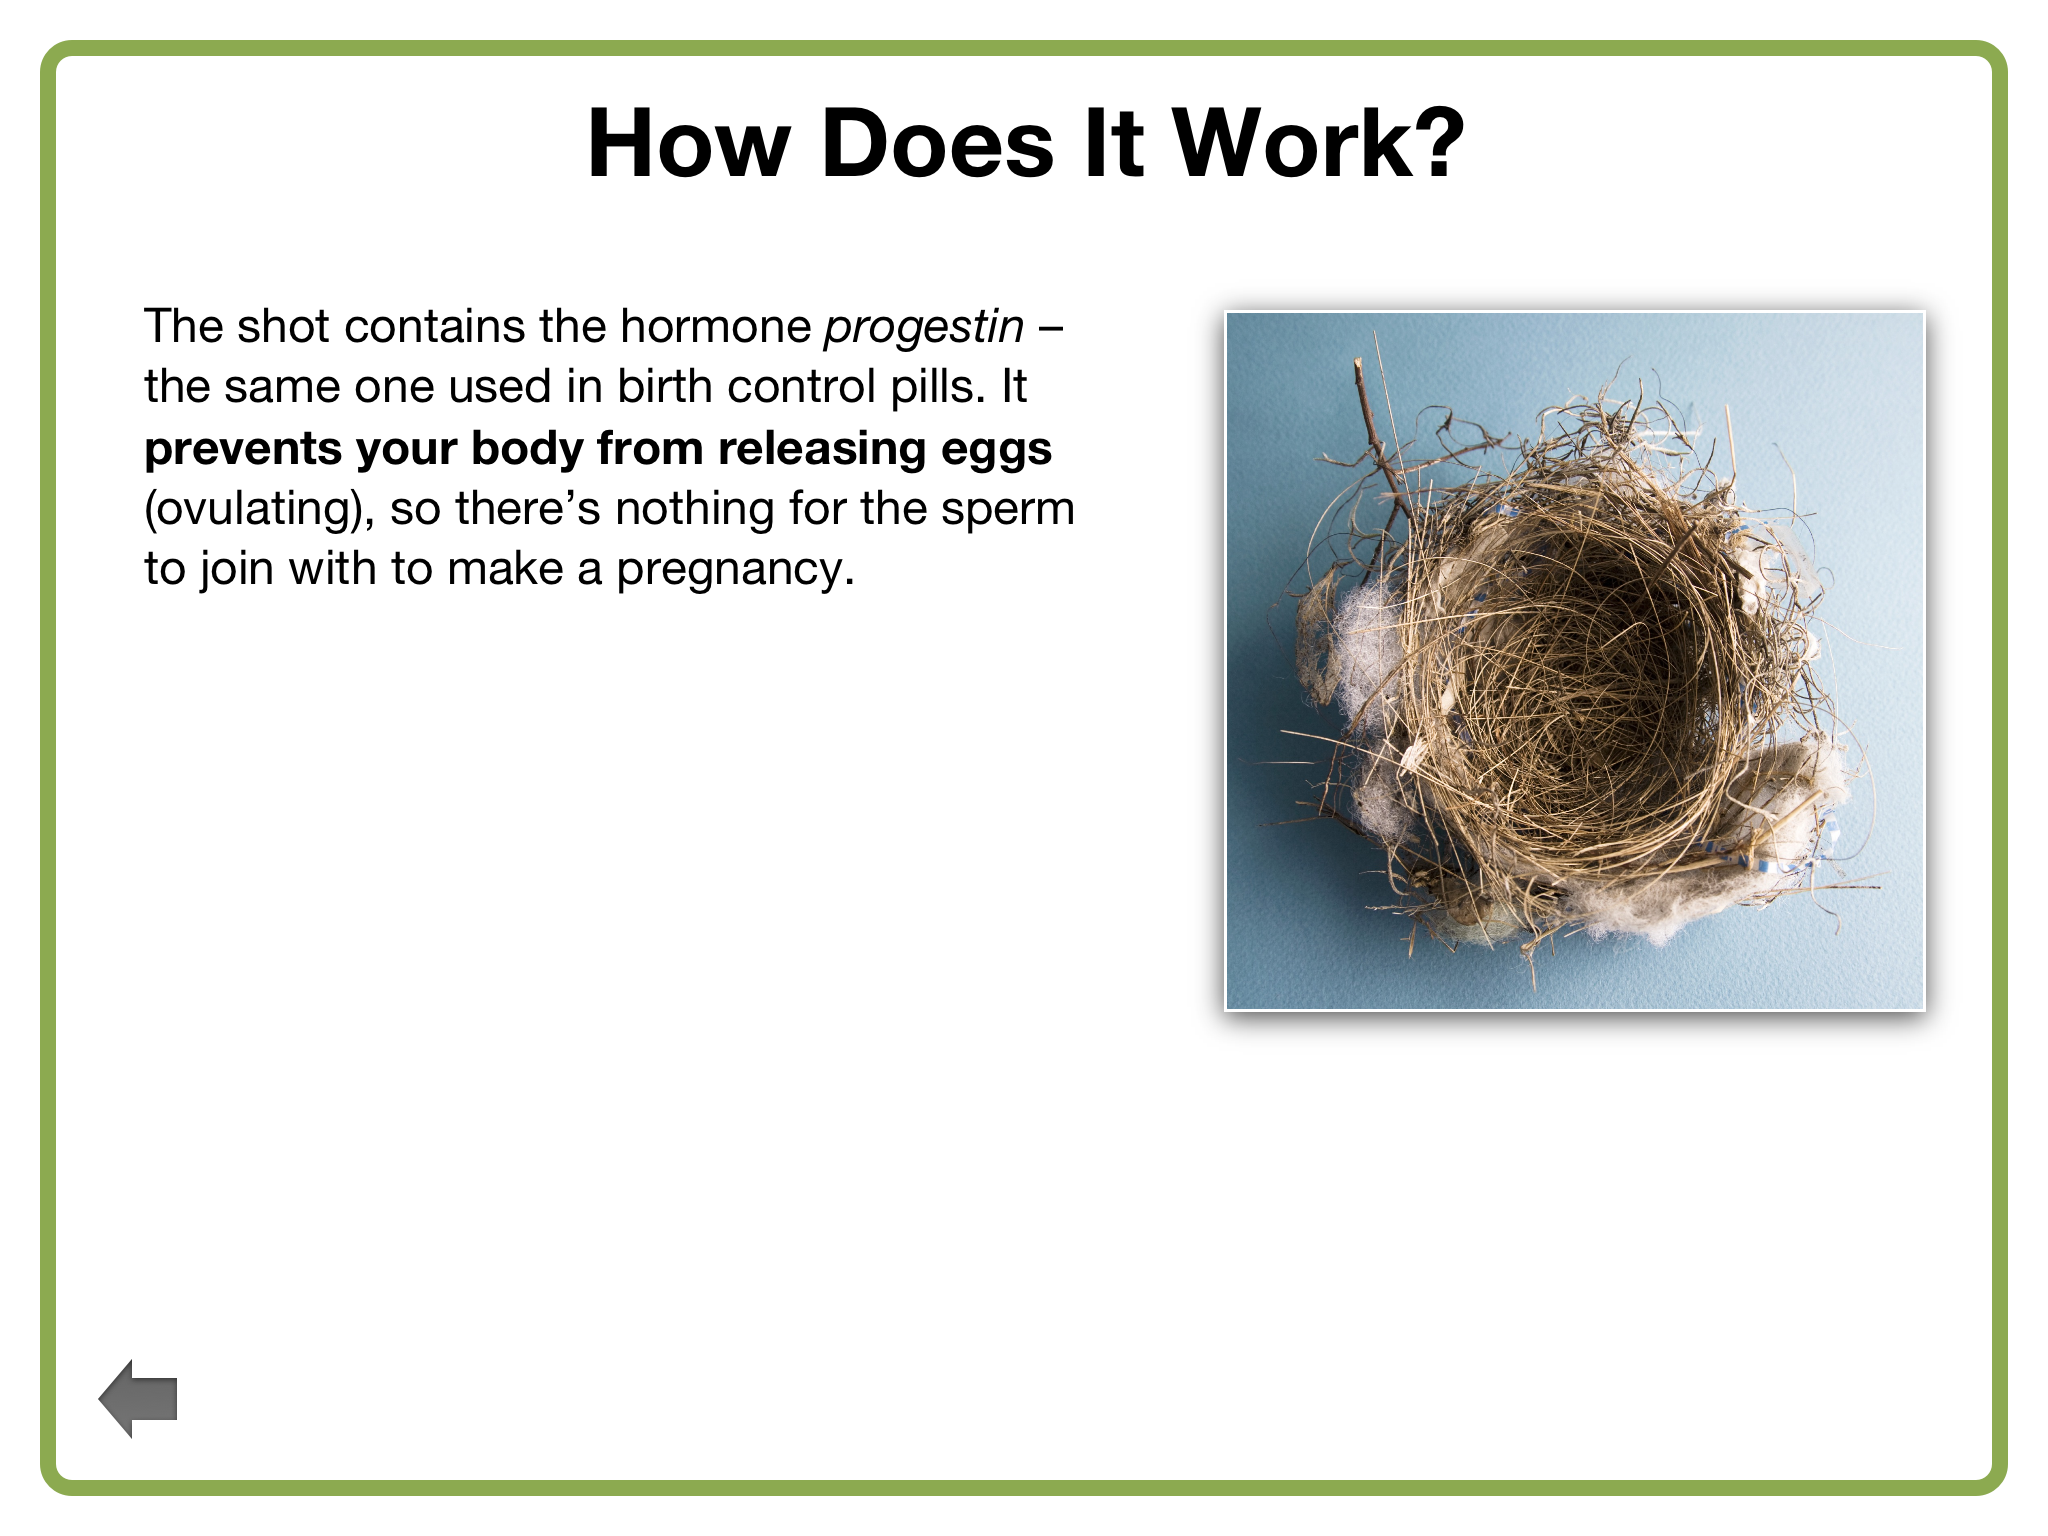 How Does It Work?
The shot contains the hormone progestin –
the same one used in birth control pills. It
prevents your body from releasing eggs
(ovulating), so there’s nothing for the sperm
to join with to make a pregnancy.